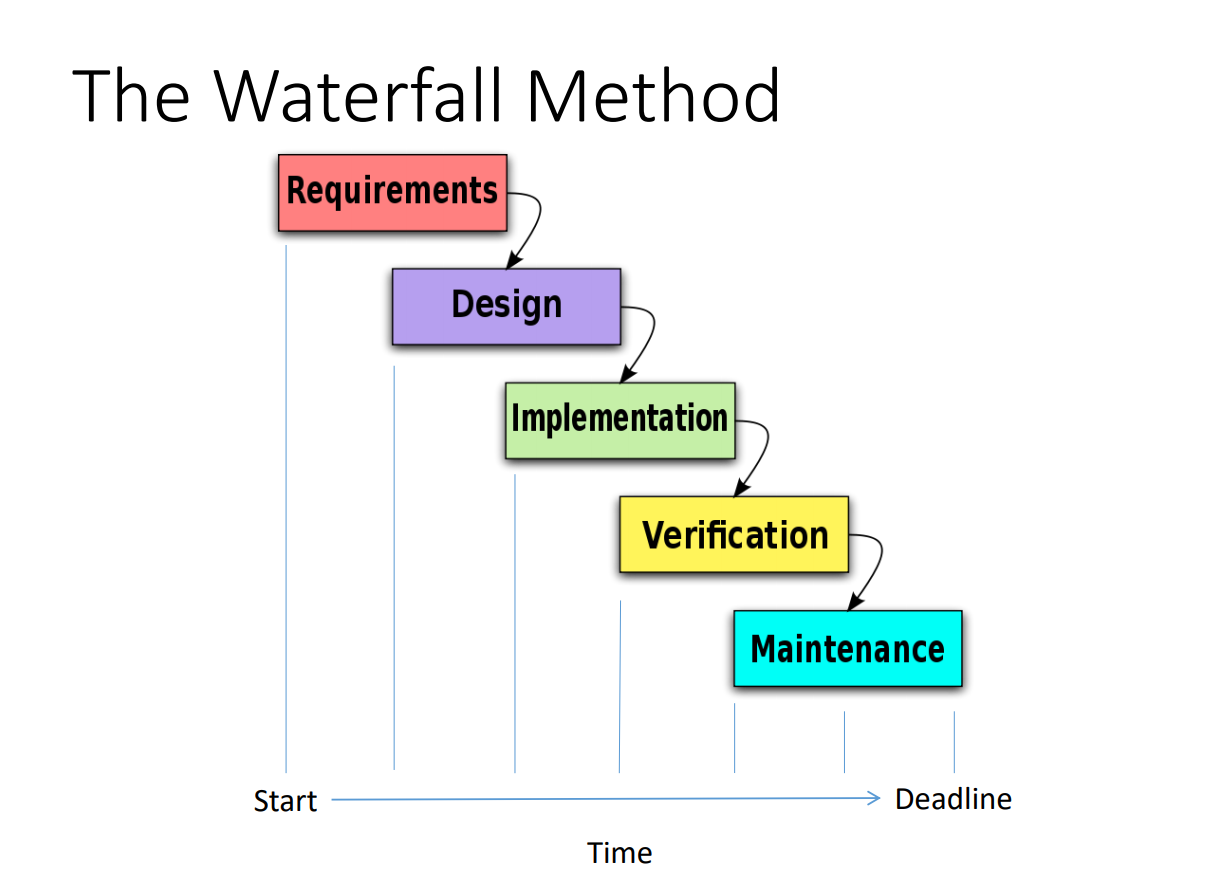 The Waterfall Method
Requirements
Design
Implementation
Verification
Maintenance
Start
Deadline
Time